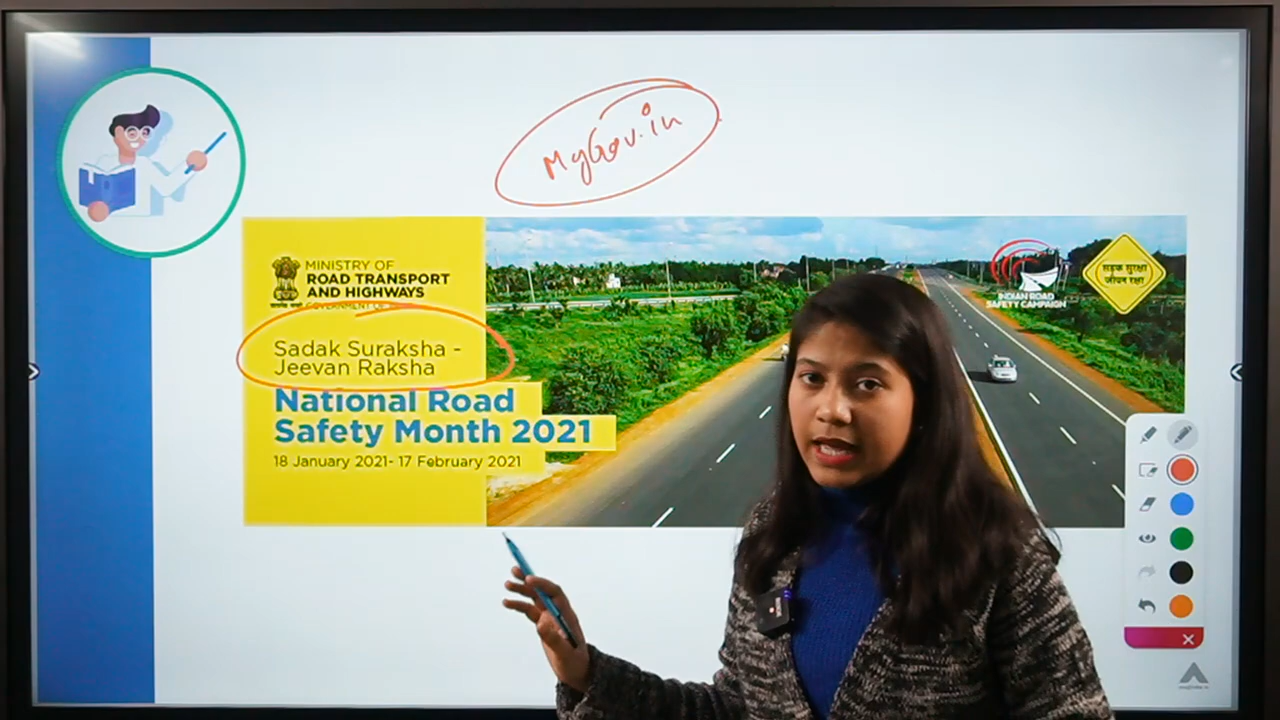 MyGov.in
MINISTRY OF
ROAD TRANSPORT
AND HIGHWAYS
Sadak Suraksha -
Jeevan Raksha
National Road
Safety Month 2021
18 January 2021- 17 February 2021
INDIAN ROAD
SAFETY CAMPAIGN
सड़क सुरक्षा
जीवन रक्षा